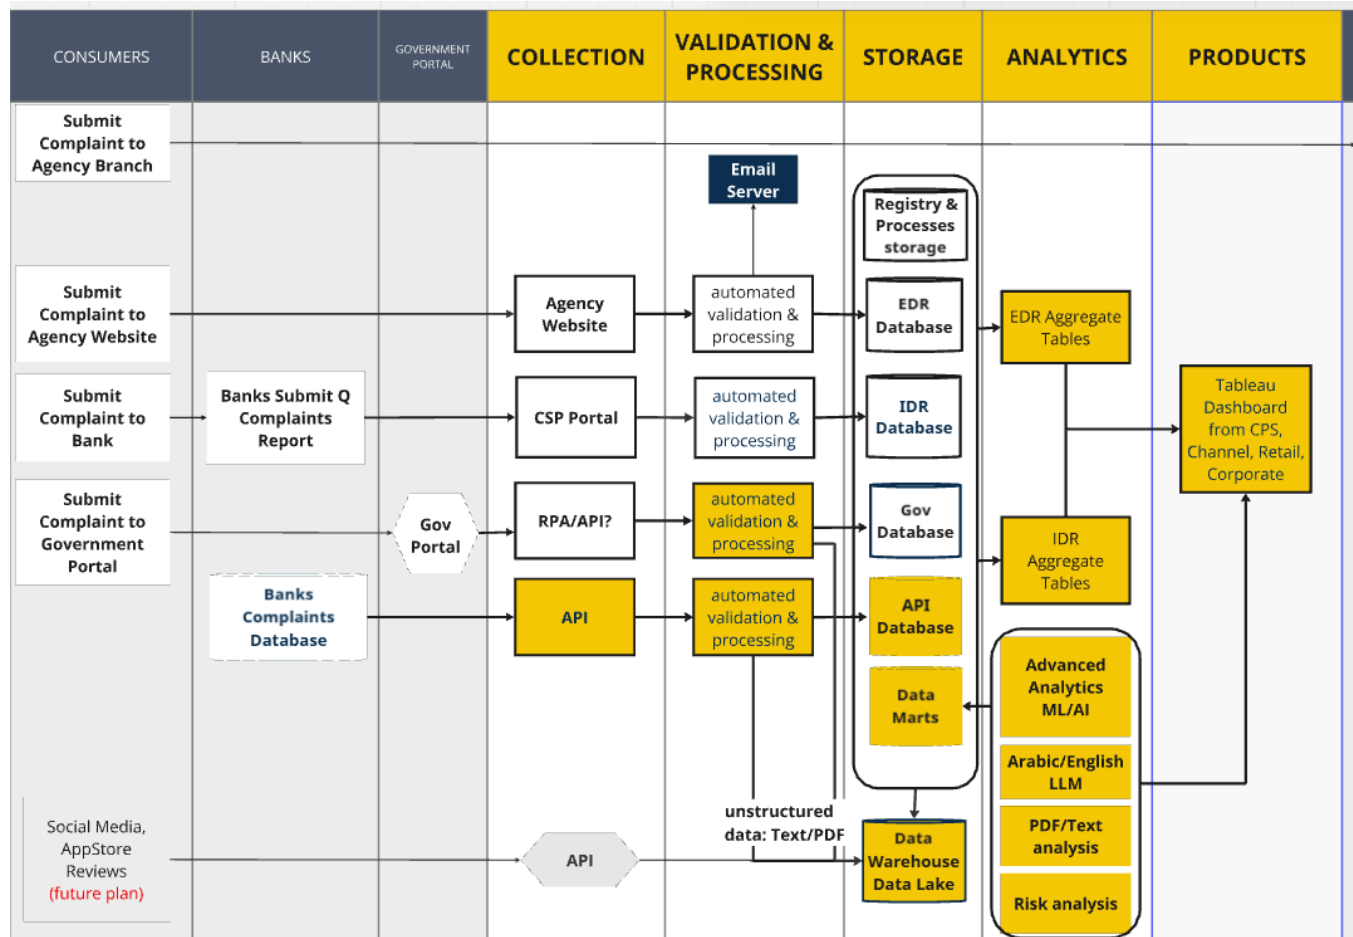 CONSUMERS
BANKS
GOVERNMENT
PORTAL
COLLECTION
VALIDATION &
PROCESSING
STORAGE
ANALYTICS
PRODUCTS
Submit
Complaint to
Agency Branch
Email
Server
Registry &
Processes
storage
Submit
Complaint to
Agency Website
Agency
Website
automated
validation &
processing
EDR
Database
EDR Aggregate
Tables
Submit
Complaint to
Bank
Banks Submit Q
Complaints
Report
CSP Portal
automated
validation &
processing
IDR
Database
Tableau
Dashboard
from CPS,
Channel, Retail,
Corporate
Submit
Complaint to
Government
Portal
Gov
Portal
RPA/API?
automated
validation &
processing
Gov
Database
IDR
Aggregate
Tables
Banks
Complaints
Database
API
automated
validation &
processing
API
Database
Data
Marts
Advanced
Analytics
ML/AI
Arabic/English
LLM
PDF/Text
analysis
Risk analysis
Social Media,
AppStore
Reviews
(future plan)
API
unstructured
data: Text/PDF
Data
Warehouse
Data Lake